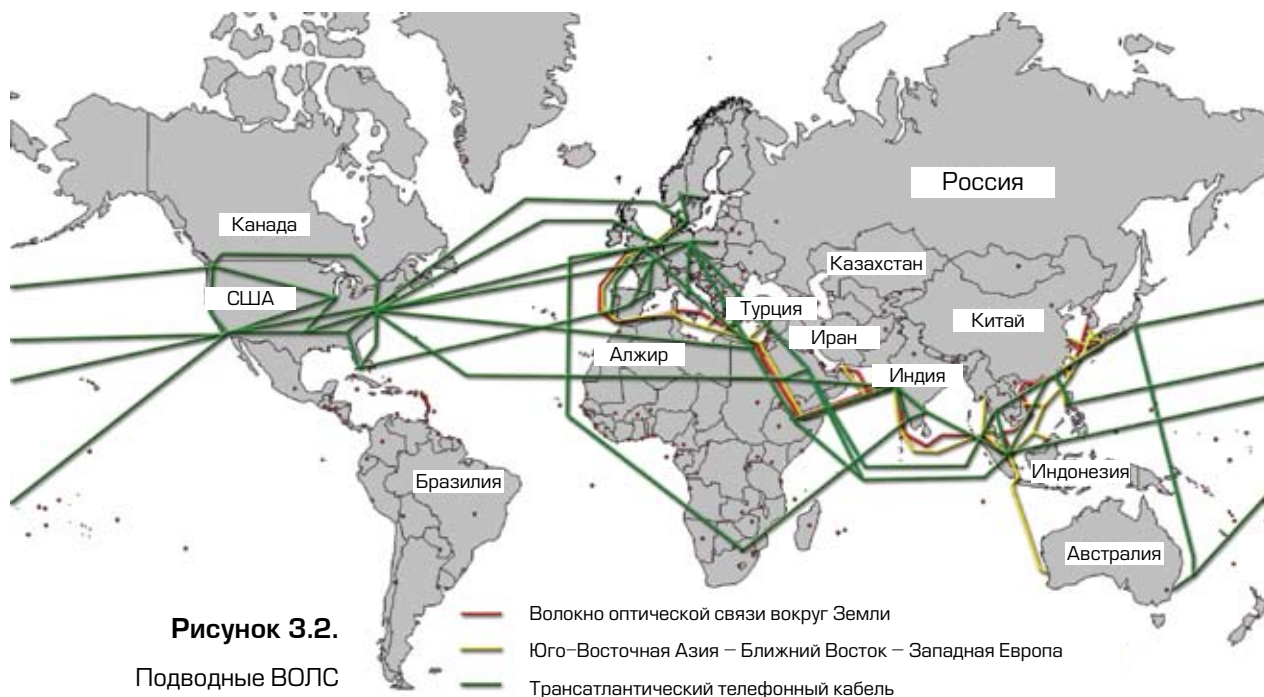 Россия
Канада
Казахстан
США
Турция
Китай
Иран
Алжир
Индия
Индонезия
Бразилия
Австралия
Рисунок 3.2.
Подводные ВОЛС
Волокно оптической связи вокруг Земли
Юго-Восточная Азия – Ближний Восток – Западная Европа
Трансатлантический телефонный кабель